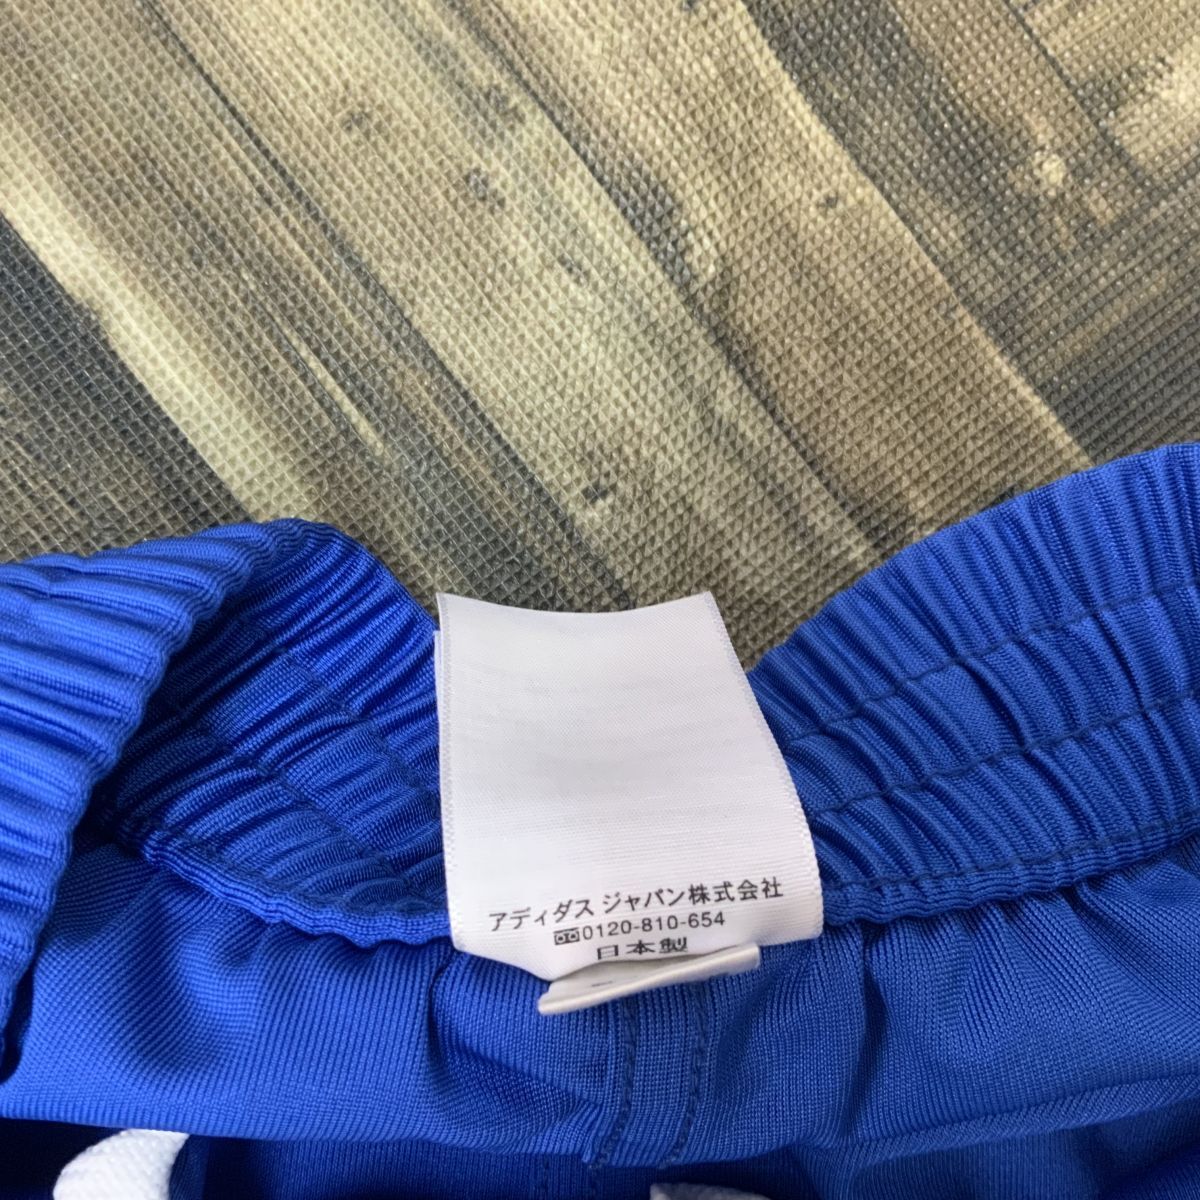 アディダス ジャパン株式会社
0120-810-654
日本製